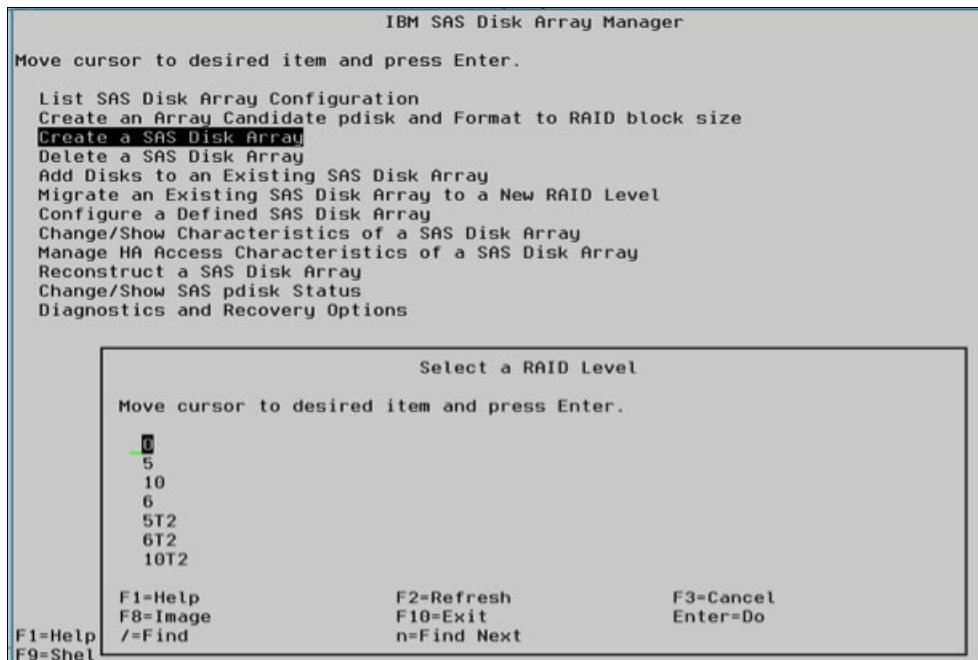 IBM SAS Disk Array Manager
Move cursor to desired item and press Enter.
List SAS Disk Array Configuration
Create an Array Candidate pdisk and Format to RAID block size
Create a SAS Disk Array
Delete a SAS Disk Array
Add Disks to an Existing SAS Disk Array
Migrate an Existing SAS Disk Array to a New RAID Level
Configure a Defined SAS Disk Array
Change/Show Characteristics of a SAS Disk Array
Manage HA Access Characteristics of a SAS Disk Array
Reconstruct a SAS Disk Array
Change/Show SAS pdisk Status
Diagnostics and Recovery Options
Select a RAID Level
Move cursor to desired item and press Enter.
0
5
10
6
5T2
6T2
10T2
F1=Help F2=Refresh F3=Cancel
F8=Image F10=Exit Enter=Do
F1=Help /=Find n=Find Next
F9=Shel